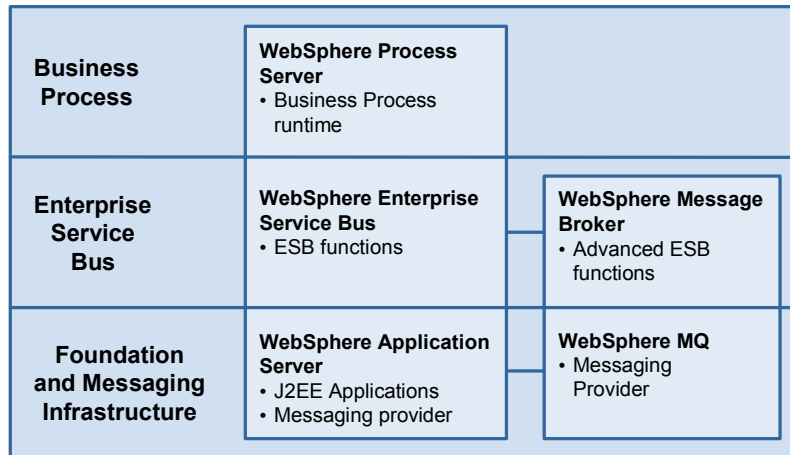 Business
Process
WebSphere Process
Server
• Business Process
runtime
Enterprise
Service
Bus
WebSphere Enterprise
Service Bus
• ESB functions
WebSphere Message
Broker
• Advanced ESB
functions
Foundation
and Messaging
Infrastructure
WebSphere Application
Server
• J2EE Applications
• Messaging provider
WebSphere MQ
• Messaging
Provider